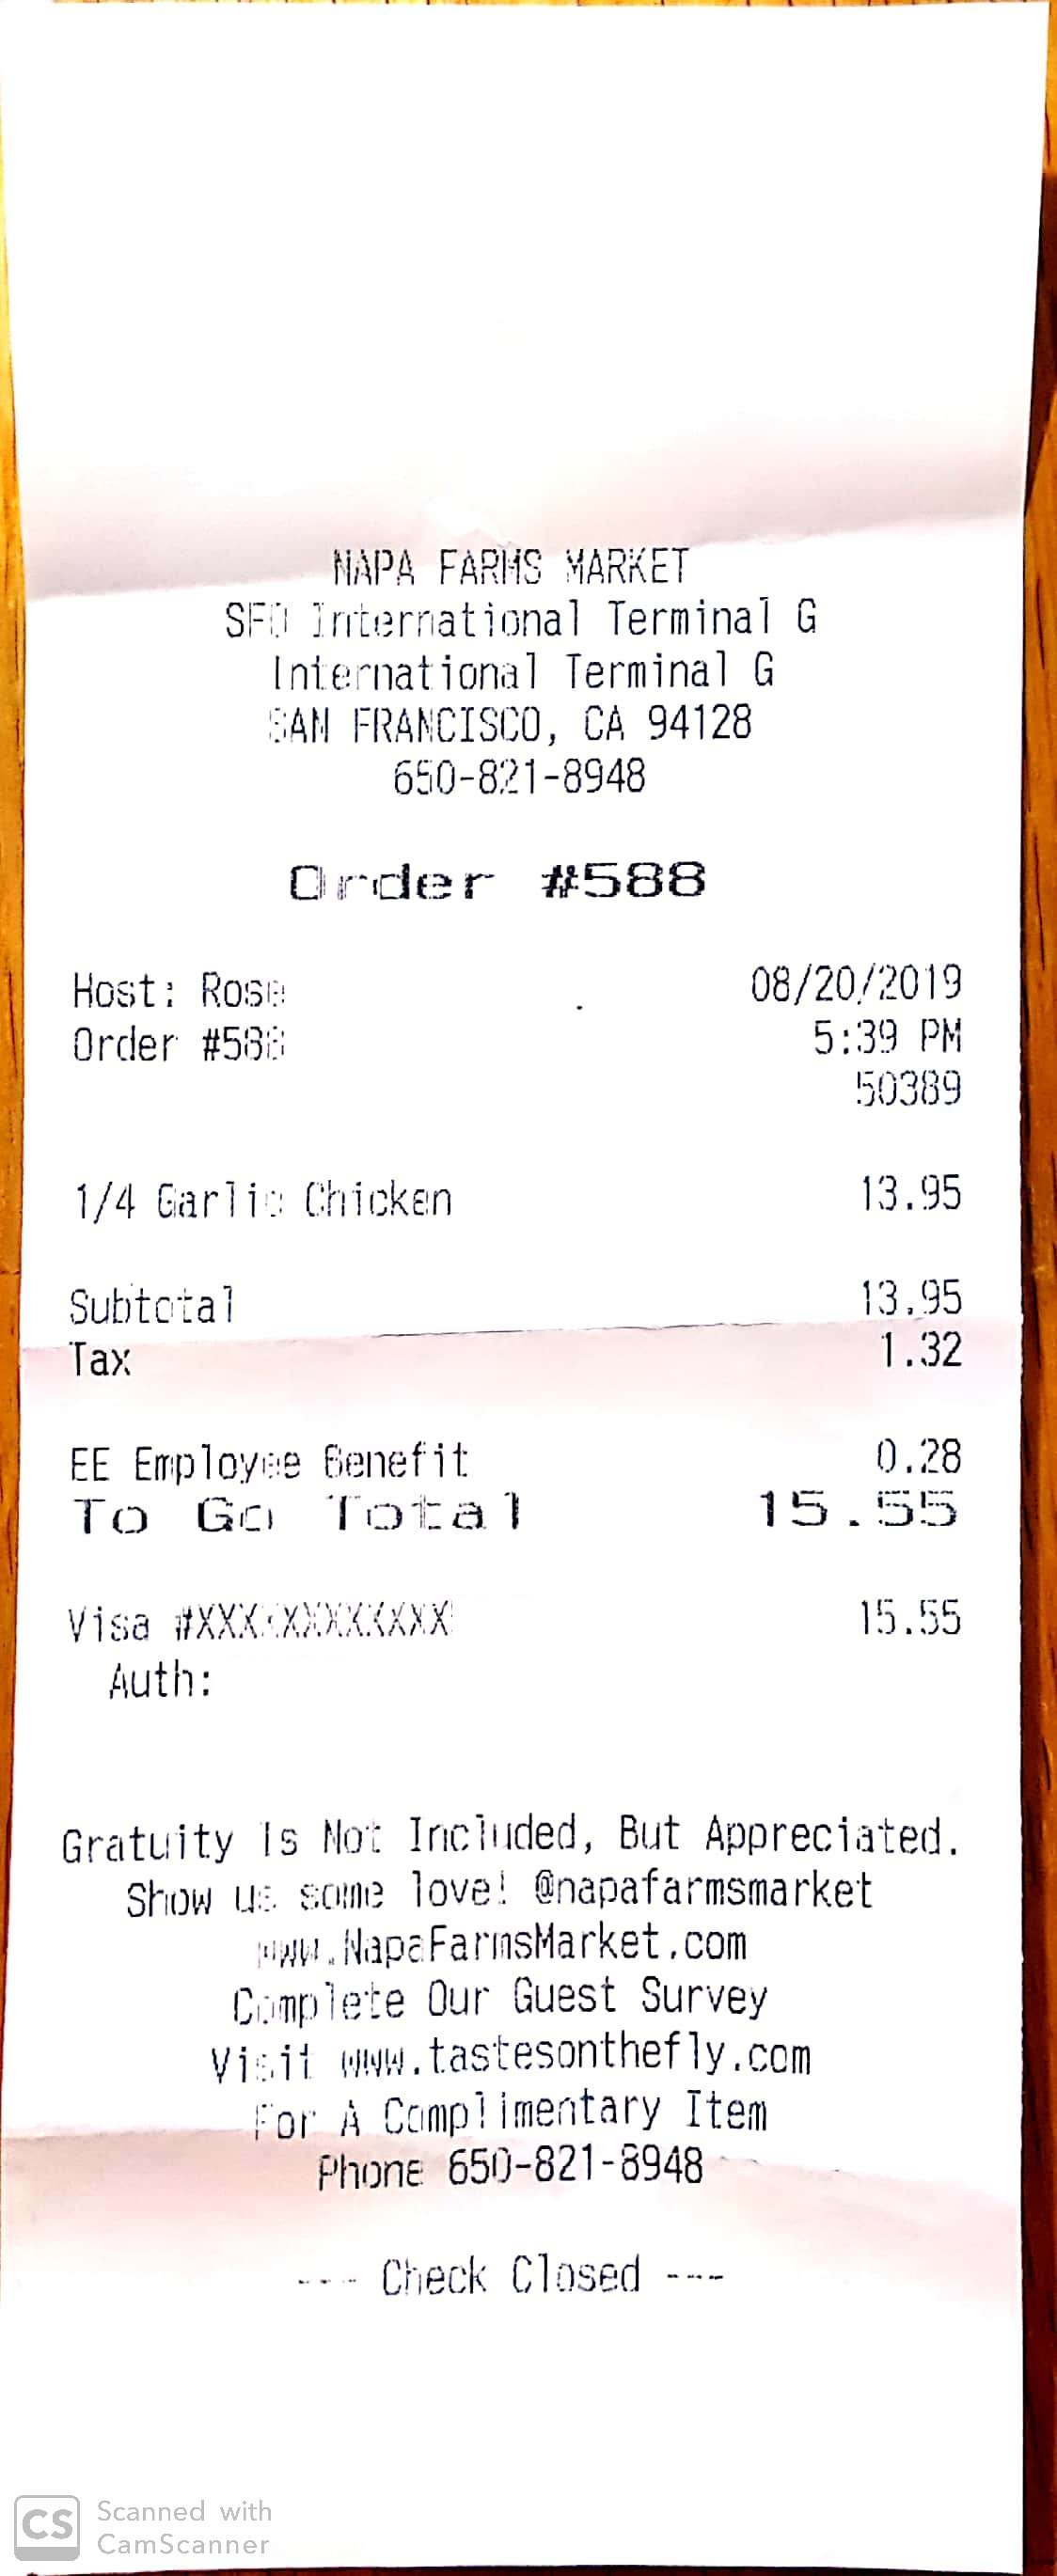 NAPA FARMS MARKET
SFO International Terminal G
International Terminal G
SAN FRANCISCO, CA 94128
650-821-8948
Order #588
Host: Rose 08/20/2019
Order #588 5:39 PM
50389
1/4 Garlic Chicken 13.95
Subtotal 13.95
Tax 1.32
EE Employee Benefit 0.28
To Go Total 15.55
Visa #XXXXXXXXXXXX 15.55
Auth:
Gratuity Is Not Included, But Appreciated.
Show us some love! @napafarmsmarket
www.NapaFarmsMarket.com
Complete Our Guest Survey
Visit www.tastesonthefly.com
For A Complimentary Item
Phone 650-821-8948
--- Check Closed ---
CS Scanned with
CamScanner